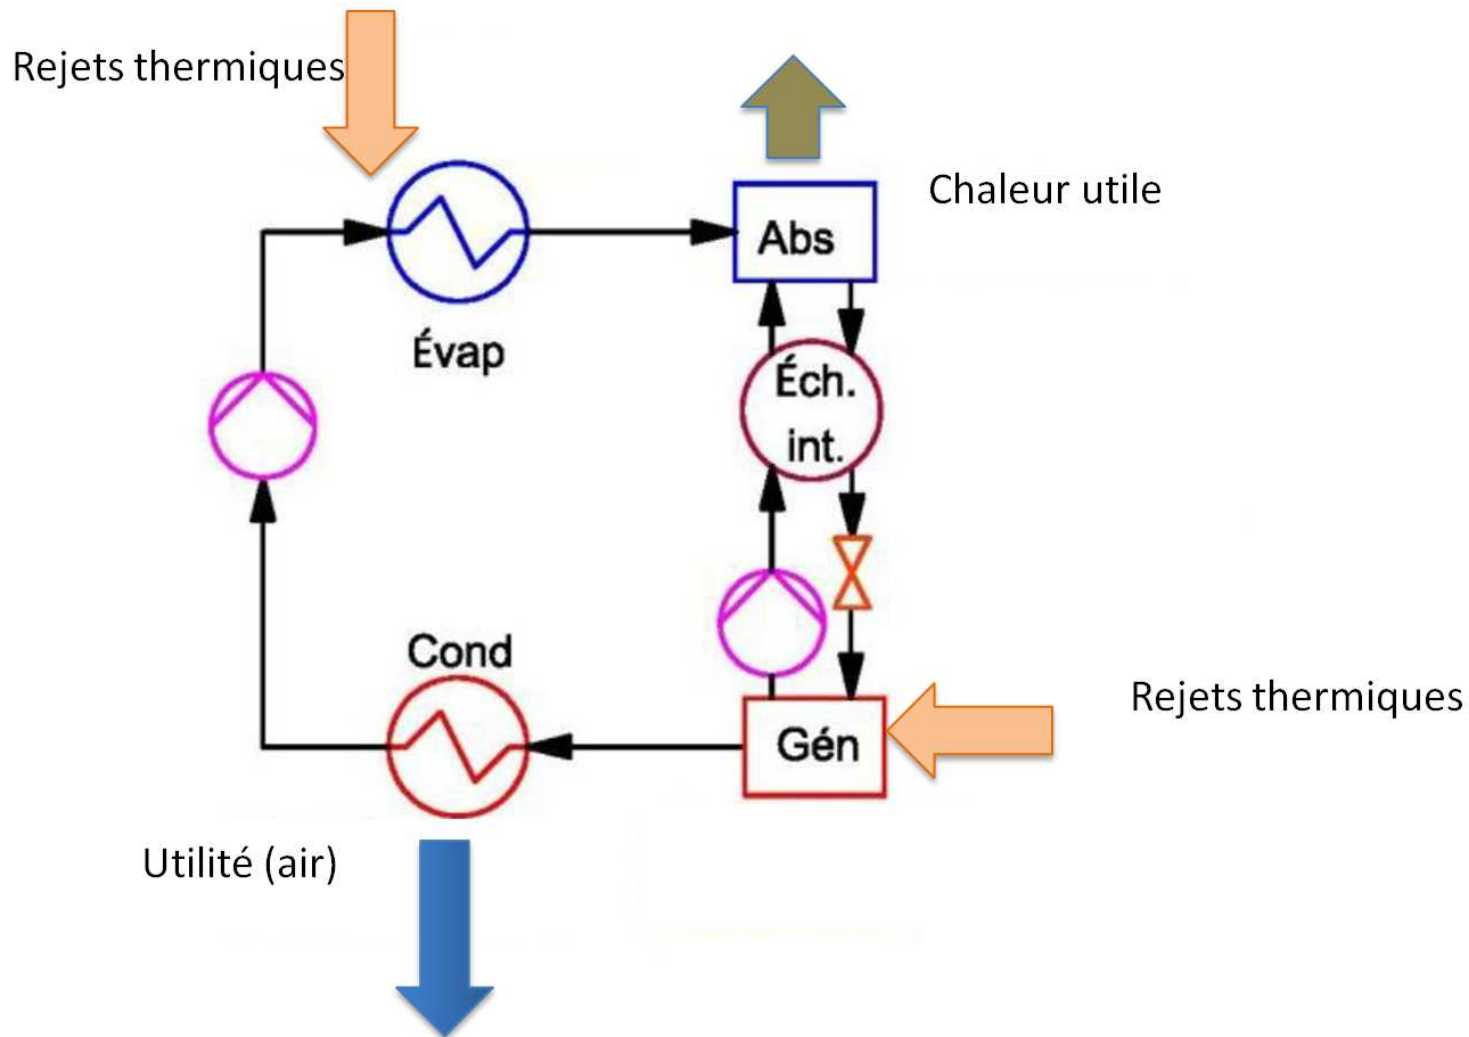 Rejets thermiques
Chaleur utile
Abs
Évap
Éch.
int.
Cond
Rejets thermiques
Gén
Utilité (air)